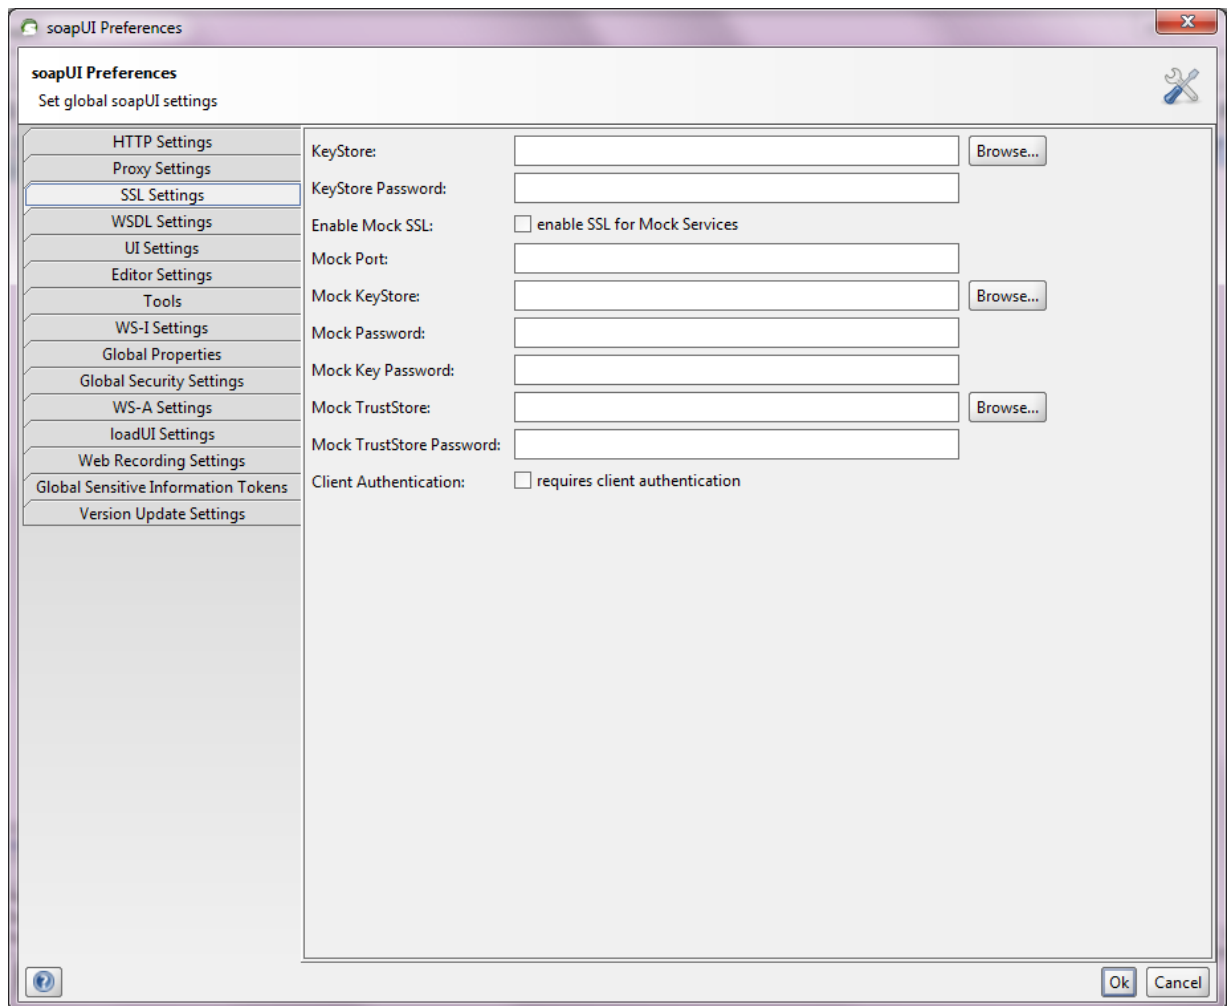 soapUI Preferences
soapUI Preferences
Set global soapUI settings
HTTP Settings
Proxy Settings
SSL Settings
WSDL Settings
UI Settings
Editor Settings
Tools
WS-I Settings
Global Properties
Global Security Settings
WS-A Settings
loadUI Settings
Web Recording Settings
Global Sensitive Information Tokens
Version Update Settings
KeyStore: Browse...
KeyStore Password:
Enable Mock SSL: enable SSL for Mock Services
Mock Port:
Mock KeyStore: Browse...
Mock Password:
Mock Key Password:
Mock TrustStore: Browse...
Mock TrustStore Password:
Client Authentication: requires client authentication
Ok Cancel